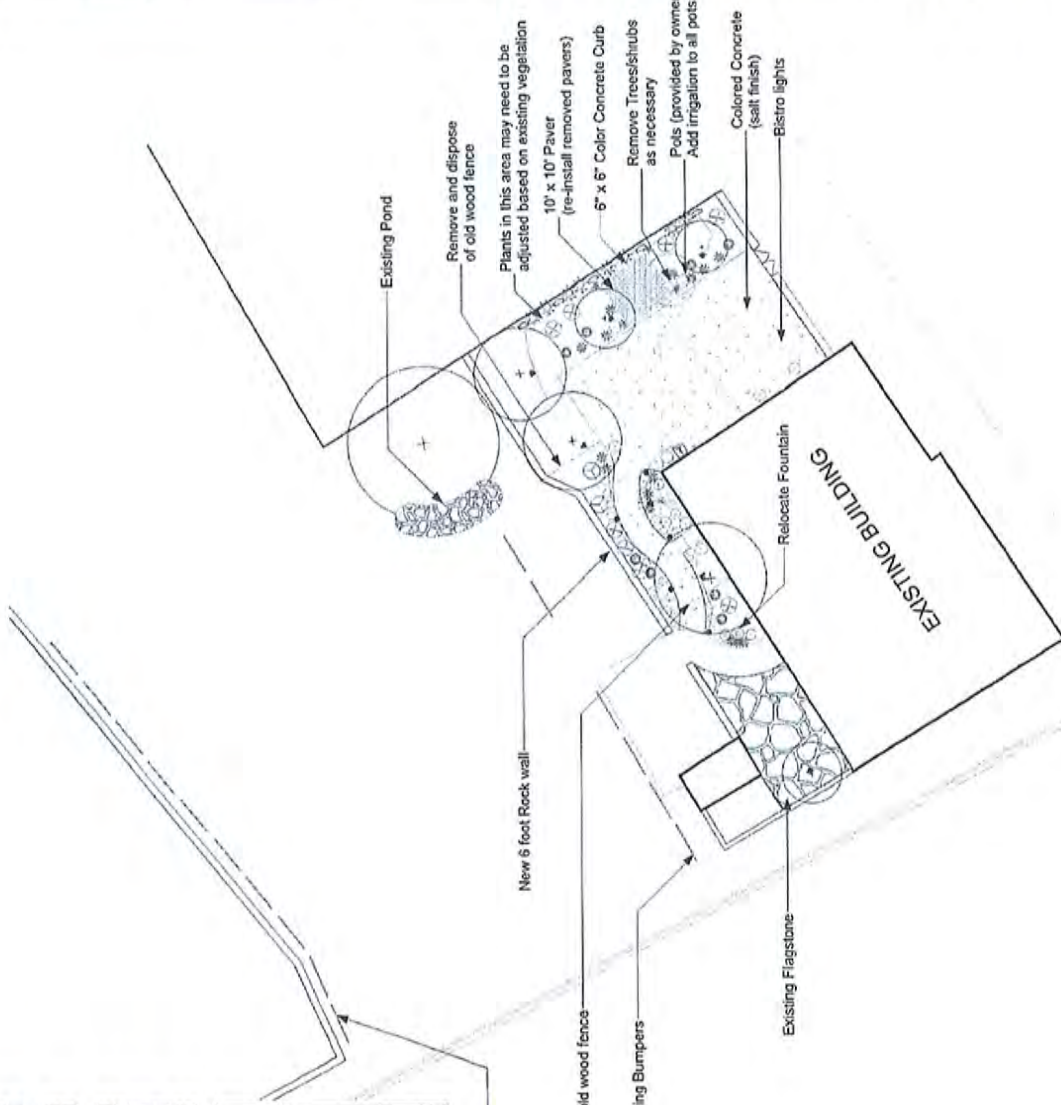 Existing Pond
Remove and dispose
of old wood fence
Plants in this area may need to be
adjusted based on existing vegetation
10' x 10' Paver
(re-install removed pavers)
6" x 6" Color Concrete Curb
Remove Trees/shrubs
as necessary
Pots (provided by owne
Add irrigation to all pots
Colored Concrete
(salt finish)
Bistro lights
New 6 foot Rock wall
Relocate Fountain
EXISTING BUILDING
old wood fence
ing Bumpers
Existing Flagstone